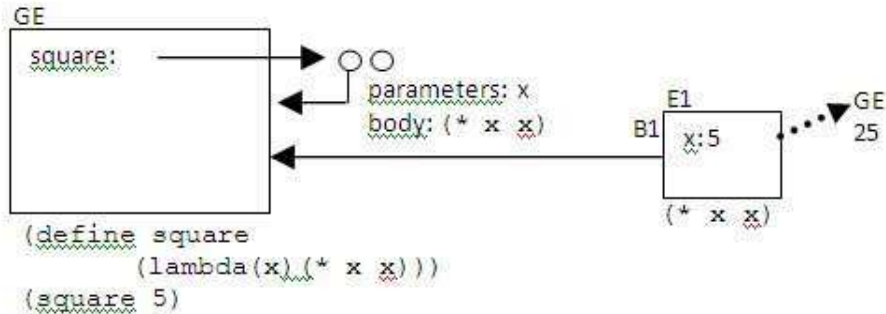 GE
square:
parameters: x
body: (* x x)
E1
B1
x:5
GE
25
(* x x)
(define square
(lambda(x)(* x x)))
(square 5)